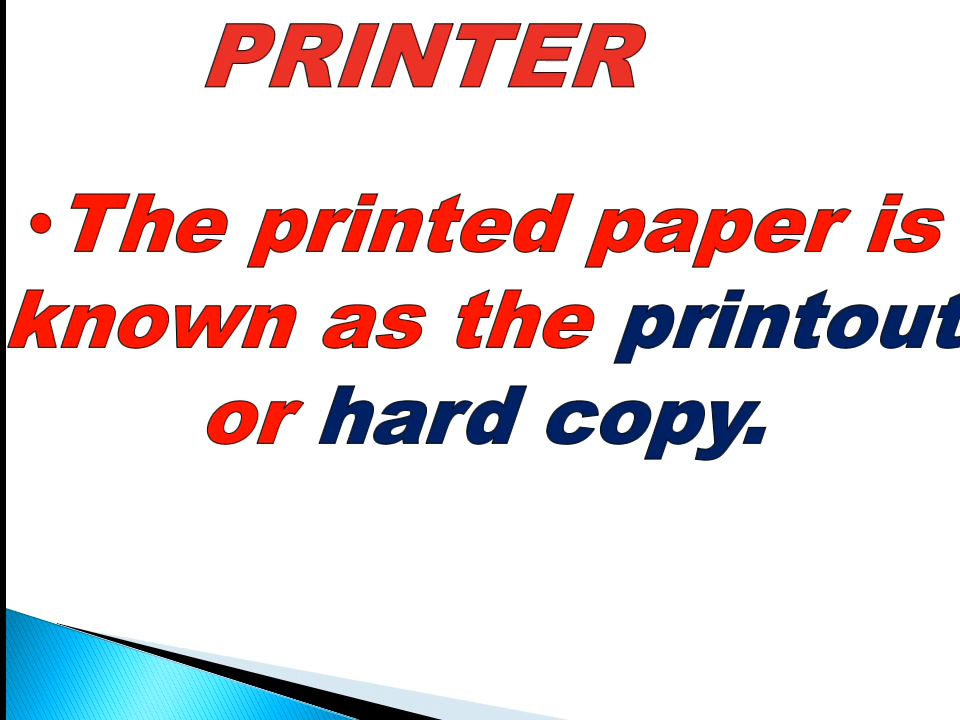 PRINTER
•The printed paper is
known as the printout
or hard copy.